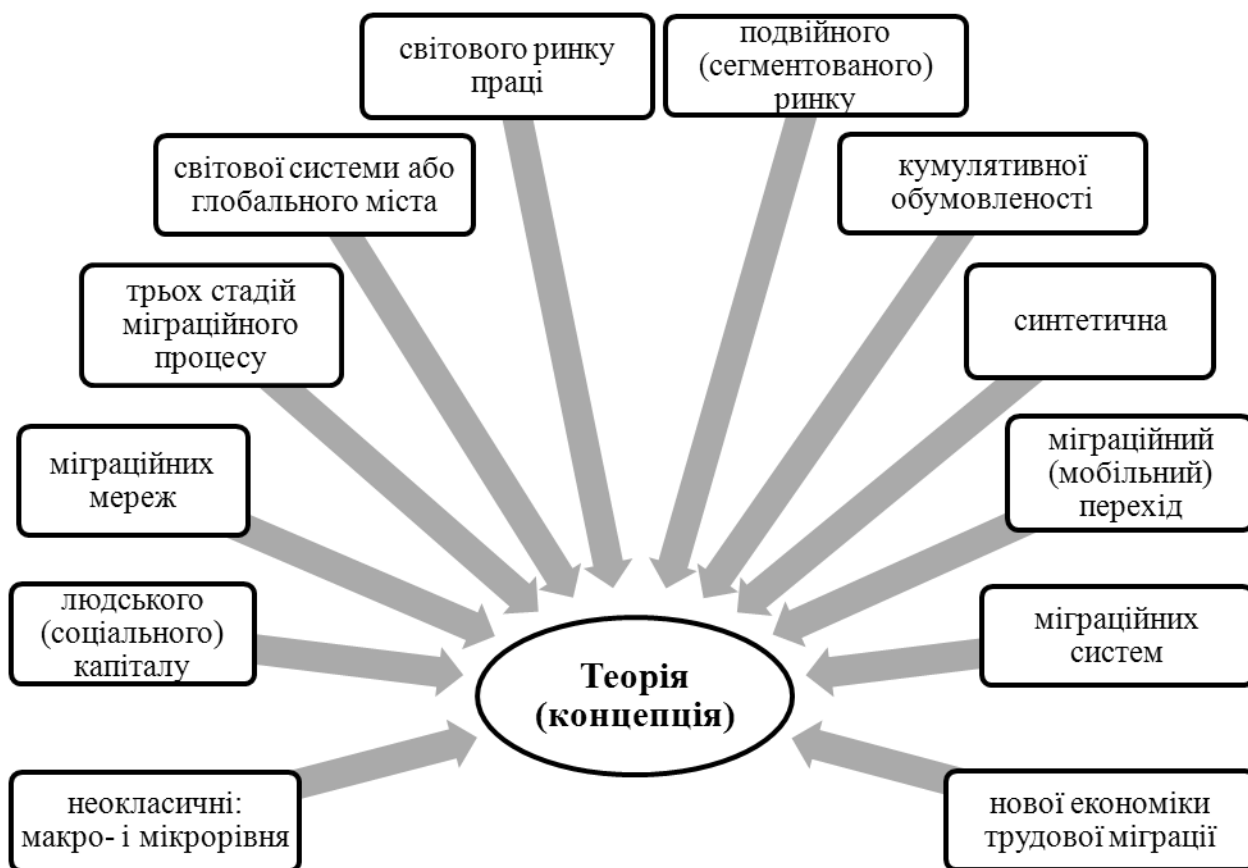 світового ринку
праці
подвійного
(сегментованого)
ринку
світової системи або
глобального міста
кумулятивної
обумовленості
трьох стадій
міграційного
процесу
синтетична
міграційних
мереж
міграційний
(мобільний)
перехід
людського
(соціального)
капіталу
міграційних
систем
Теорія
(концепція)
неокласичні:
макро- і мікрорівня
нової економіки
трудової міграції